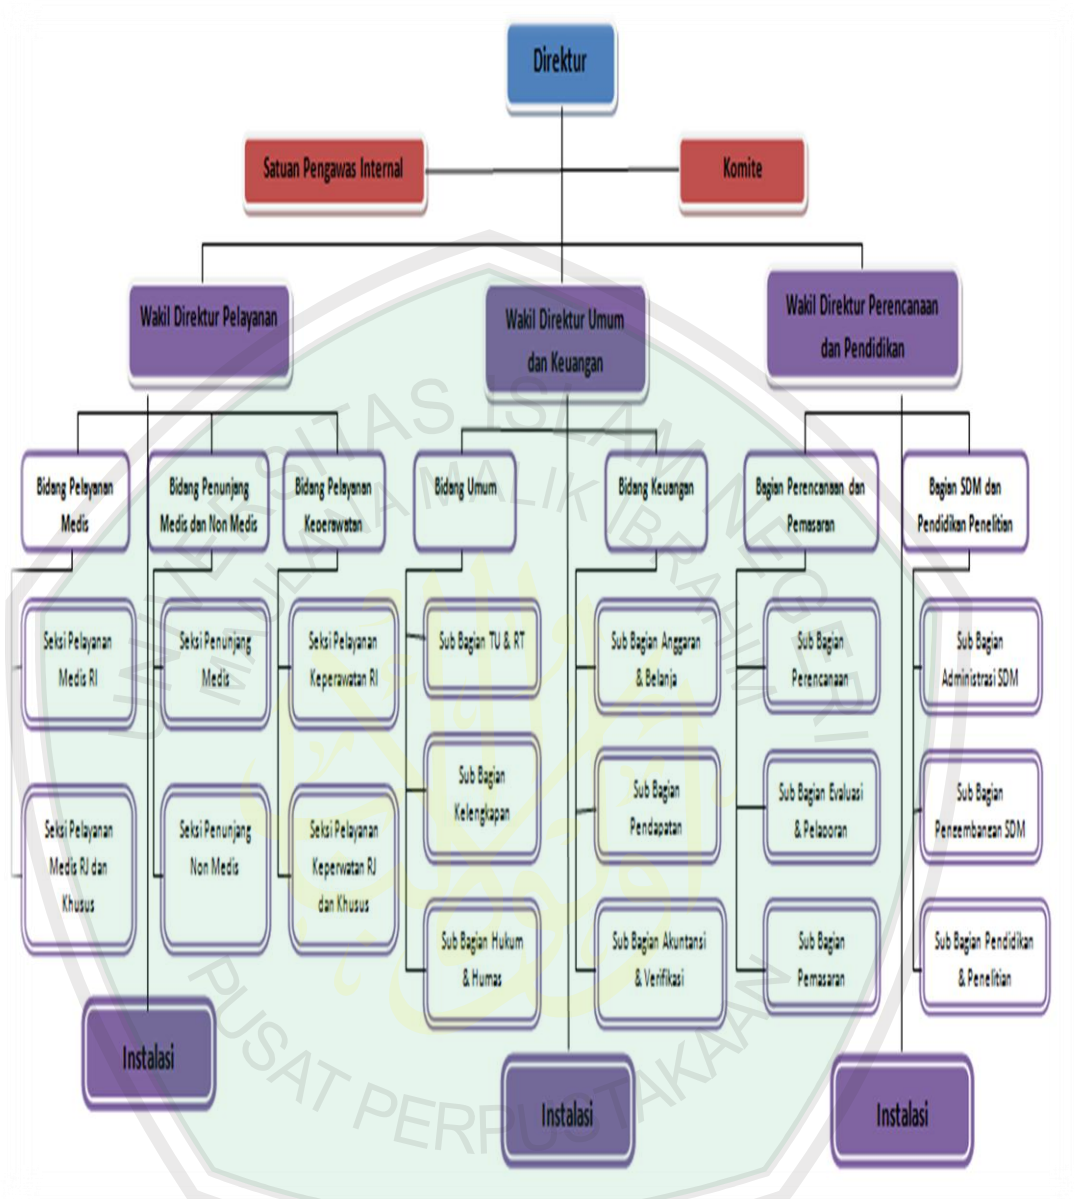 Direktur
Satuan Pengawas Internal
Komite
Wakil Direktur Pelayanan
Wakil Direktur Umum
dan Keuangan
Wakil Direktur Perencanaan
dan Pendidikan
Bidang Pelayanan
Medis
Bidang Penunjang
Medis dan Non Medis
Bidang Pelayanan
Keperawatan
Bidang Umum
Bidang Keuangan
Bagian Perencanaan dan
Pemasaran
Bagian SDM dan
Pendidikan Penelitian
Seksi Pelayanan
Medis RI
Seksi Penunjang
Medis
Seksi Pelayanan
Keperawatan RI
Sub Bagian TU & RT
Sub Bagian Anggaran
& Belanja
Sub Bagian
Perencanaan
Sub Bagian
Administrasi SDM
Seksi Pelayanan
Medis RJ dan
Khusus
Seksi Penunjang
Non Medis
Seksi Pelayanan
Keperwatan RJ
dan Khusus
Sub Bagian
Kelengkapan
Sub Bagian
Pendapatan
Sub Bagian Evaluasi
& Pelaporan
Sub Bagian
Pengembangan SDM
Sub Bagian Hukum
& Humas
Sub Bagian Akuntansi
& Verifikasi
Sub Bagian
Pemasaran
Sub Bagian Pendidikan
& Penelitian
Instalasi
Instalasi
Instalasi
UNIVERSITAS ISLAM NEGERI
MAULANA MALIK IBRAHIM
PUSAT PERPUSTAKAAN